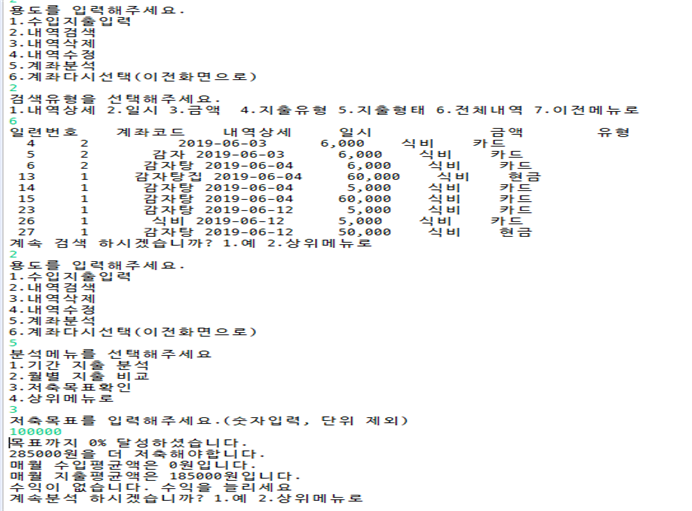 용도를 입력해주세요.
1.수입지출입력
2.내역검색
3.내역삭제
4.내역수정
5.계좌분석
6.계좌다시선택(이전화면으로)
2
검색유형을 선택해주세요.
1.내역상세 2.일시 3.금액 4.지출유형 5.지출형태 6.전체내역 7.이전메뉴로
6
일련번호 계좌코드 내역상세 일시 금액 유형
4 2 2019-06-03 6,000 식비 카드
5 2 감자 2019-06-03 6,000 식비 카드
6 2 감자탕 2019-06-04 6,000 식비 카드
13 1 감자탕집 2019-06-04 60,000 식비 현금
14 1 감자탕 2019-06-04 5,000 식비 카드
15 1 감자탕 2019-06-04 60,000 식비 카드
23 1 감자탕 2019-06-12 5,000 식비 카드
26 1 식비 2019-06-12 5,000 식비 카드
27 1 감자탕 2019-06-12 50,000 식비 현금
계속 검색 하시겠습니까? 1.예 2.상위메뉴로
2
용도를 입력해주세요.
1.수입지출입력
2.내역검색
3.내역삭제
4.내역수정
5.계좌분석
6.계좌다시선택(이전화면으로)
5
분석메뉴를 선택해주세요
1.기간 지출 분석
2.월별 지출 비교
3.저축목표확인
4.상위메뉴로
3
저축목표를 입력해주세요.(숫자입력, 단위 제외)
100000
목표까지 0% 달성하셨습니다.
285000원을 더 저축해야합니다.
매월 수입평균액은 0원입니다.
매월 지출평균액은 185000원입니다.
수익이 없습니다. 수익을 늘리세요
계속분석 하시겠습니까? 1.예 2.상위메뉴로